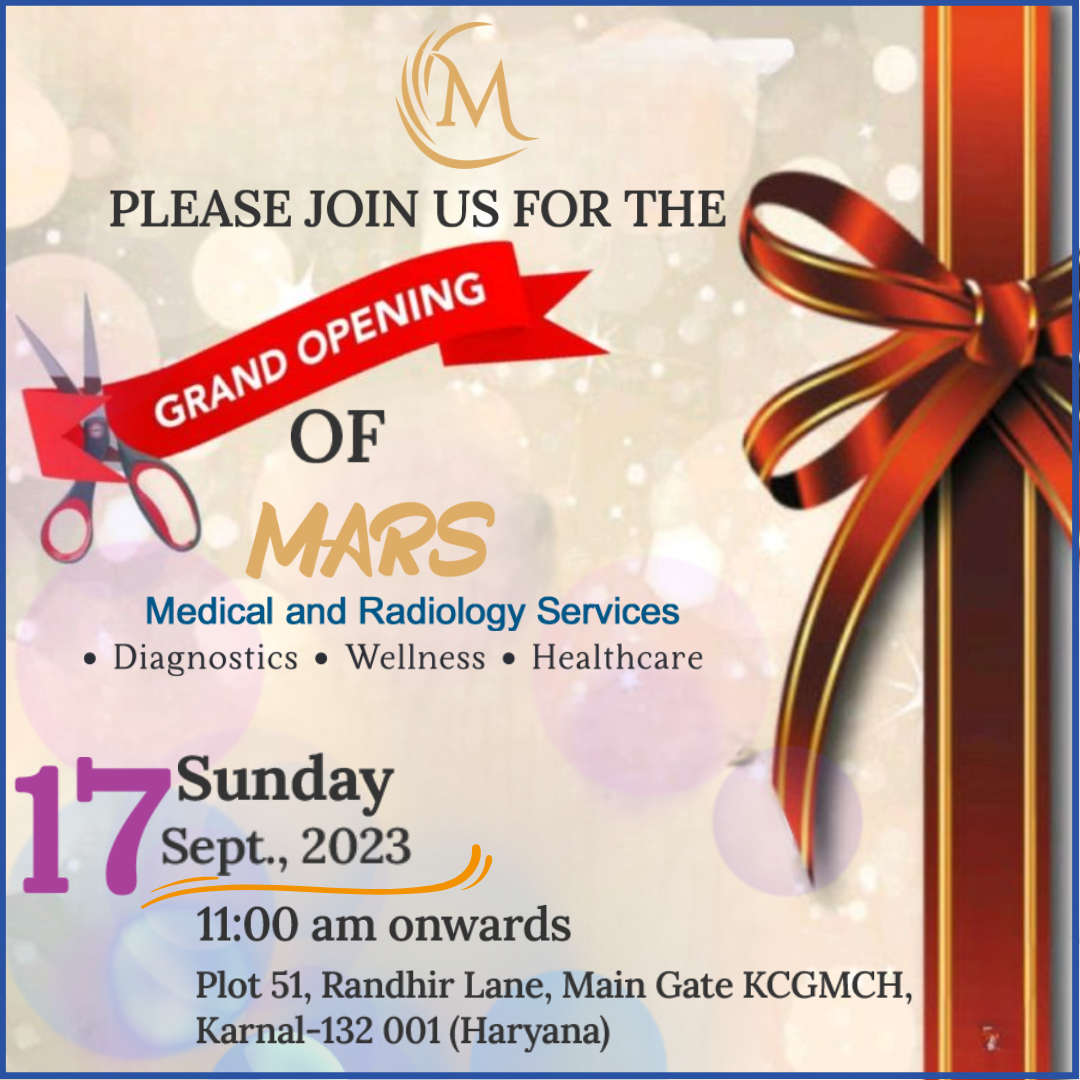 M
PLEASE JOIN US FOR THE
GRAND OPENING
OF
MARS
Medical and Radiology Services
• Diagnostics • Wellness • Healthcare
17 Sunday
Sept., 2023
11:00 am onwards
Plot 51, Randhir Lane, Main Gate KCGMCH,
Karnal-132 001 (Haryana)